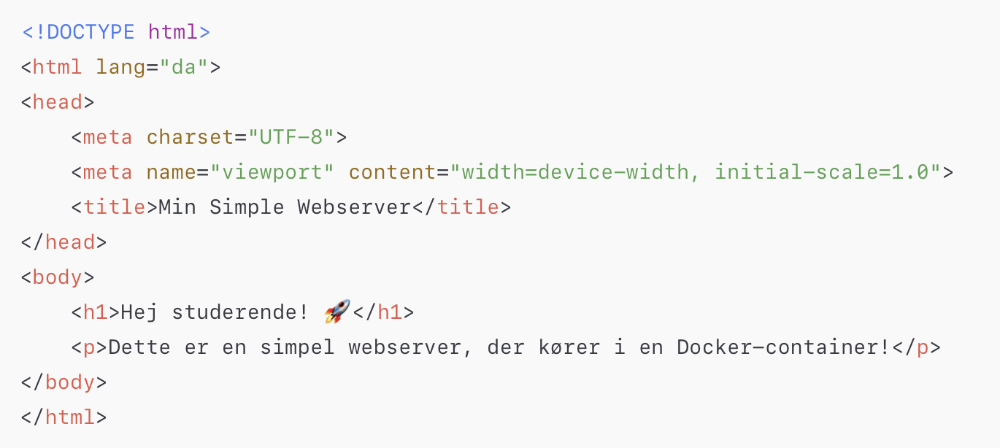 <!DOCTYPE html>
<html lang="da">
<head>
    <meta charset="UTF-8">
    <meta name="viewport" content="width=device-width, initial-scale=1.0">
    <title>Min Simple Webserver</title>
</head>
<body>
    <h1>Hej studerende! 🚀</h1>
    <p>Dette er en simpel webserver, der kører i en Docker-container!</p>
</body>
</html>